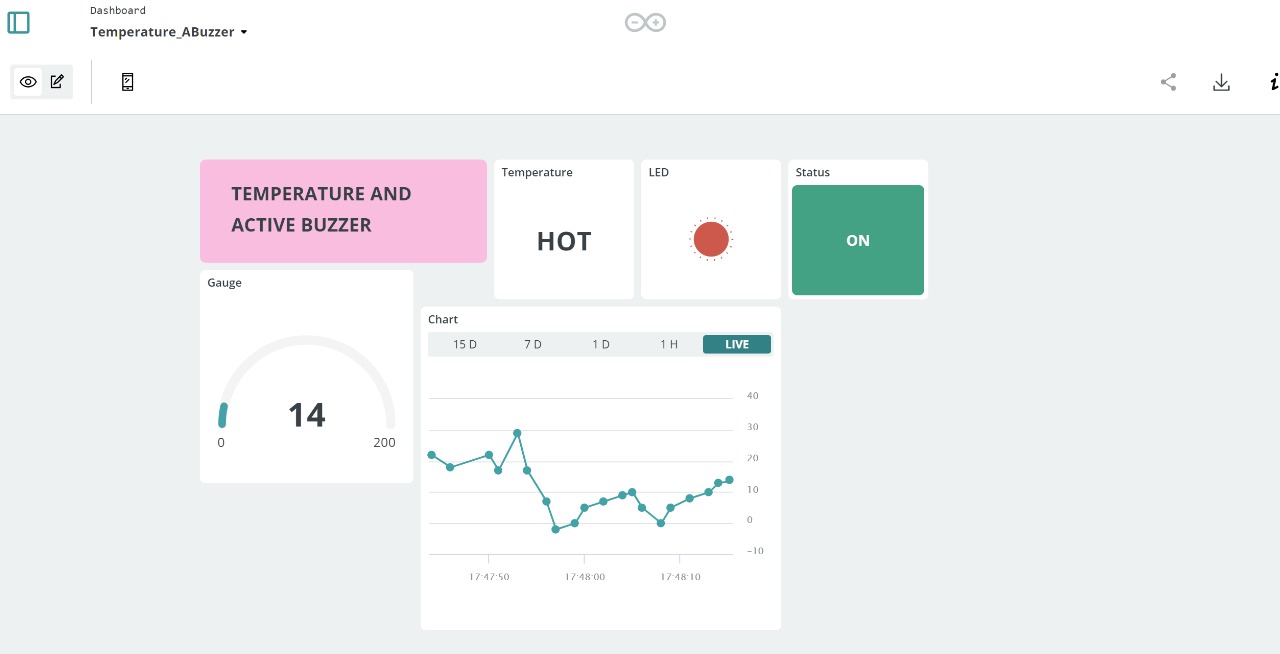 Dashboard
Temperature_ABuzzer
TEMPERATURE AND
ACTIVE BUZZER
Temperature
HOT
LED
Status
ON
Gauge
14
0
200
Chart
15 D
7 D
1 D
1 H
LIVE
40
30
20
10
0
−10
17:47:50
17:48:00
17:48:10